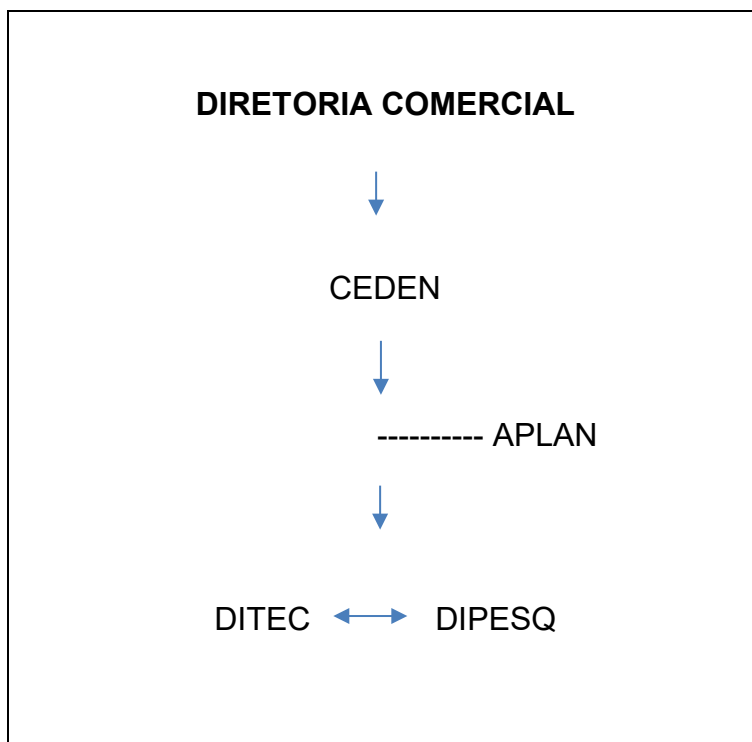 DIRETORIA COMERCIAL
CEDEN
---------- APLAN
DITEC DIPESQ